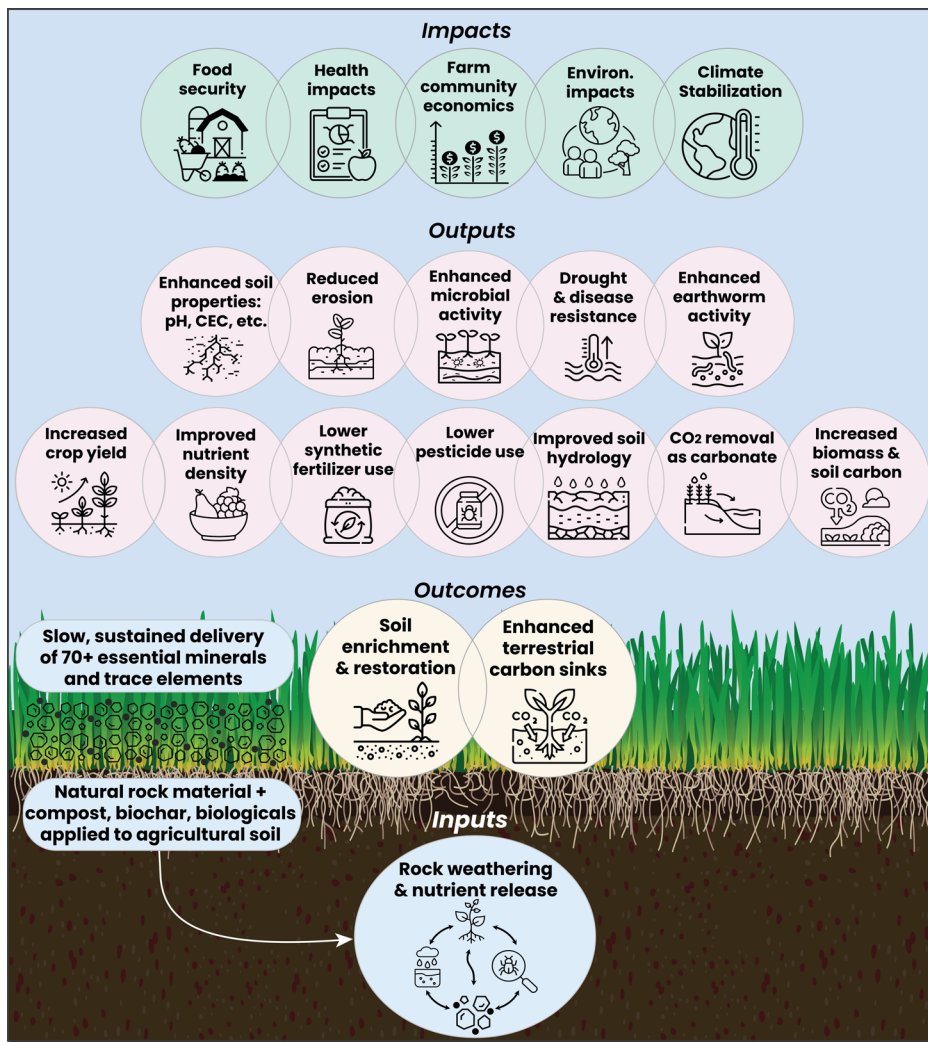 Impacts
Food
security
Health
impacts
Farm
community
economics
Environ.
impacts
Climate
Stabilization
$
$
$
Outputs
Enhanced soil
properties:
pH, CEC, etc.
Reduced
erosion
Enhanced
microbial
activity
Drought
& disease
resistance
Enhanced
earthworm
activity
Increased
crop yield
Improved
nutrient
density
Lower
synthetic
fertilizer use
Lower
pesticide use
Improved soil
hydrology
CO2 removal
as carbonate
Increased
biomass &
soil carbon
CO2
Outcomes
Slow, sustained delivery
of 70+ essential minerals
and trace elements
Soil
enrichment
& restoration
Enhanced
terrestrial
carbon sinks
CO2
CO2
Natural rock material +
compost, biochar, biologicals
applied to agricultural soil
Inputs
Rock weathering
& nutrient release